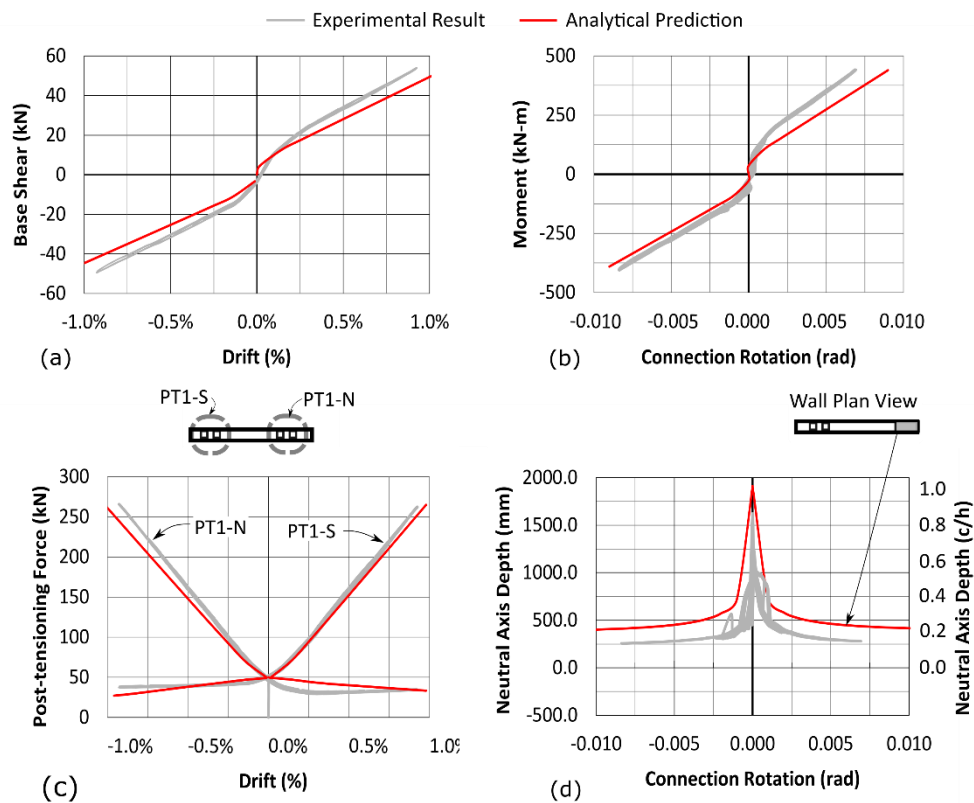 Experimental Result Analytical Prediction
60
40
20
0
-20
-40
-60
Base Shear (kN)
-1.0% -0.5% 0.0% 0.5% 1.0%
Drift (%)
(a)
500
250
0
-250
-500
Moment (kN-m)
-0.010 -0.005 0.000 0.005 0.010
Connection Rotation (rad)
(b)
PT1-S PT1-N
300
250
200
150
100
50
0
Post-tensioning Force (kN)
PT1-N PT1-S
-1.0% -0.5% 0.0% 0.5% 1.0%
Drift (%)
(c)
Wall Plan View
2000.0
1500.0
1000.0
500.0
0.0
-500.0
Neutral Axis Depth (mm)
1.0
0.8
0.6
0.4
0.2
0.0
Neutral Axis Depth (c/h)
-0.010 -0.005 0.000 0.005 0.010
Connection Rotation (rad)
(d)